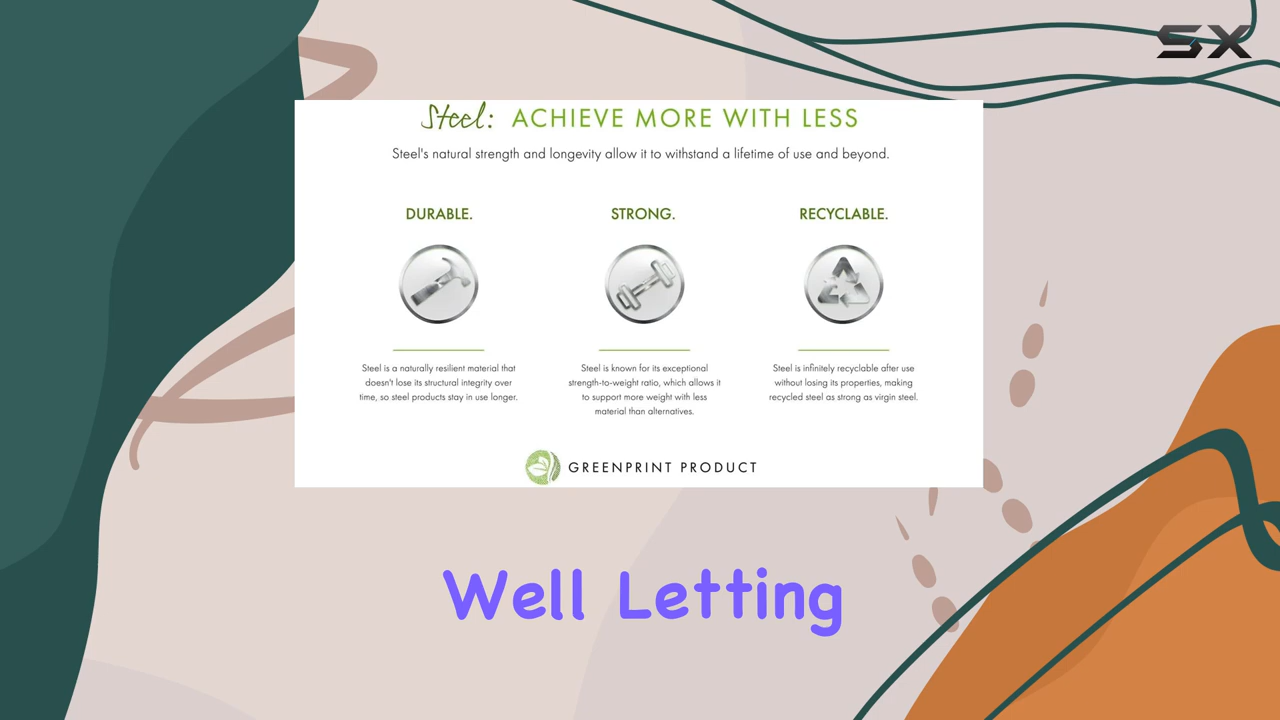 SX
Steel: ACHIEVE MORE WITH LESS
Steel's natural strength and longevity allow it to withstand a lifetime of use and beyond.
DURABLE.
STRONG.
RECYCLABLE.
Steel is a naturally resilient material that
doesn't lose its structural integrity over
time, so steel products stay in use longer.
Steel is known for its exceptional
strength-to-weight ratio, which allows it
to support more weight with less
material than alternatives.
Steel is infinitely recyclable after use
without losing its properties, making
recycled steel as strong as virgin steel.
GREENPRINT PRODUCT
Well Letting